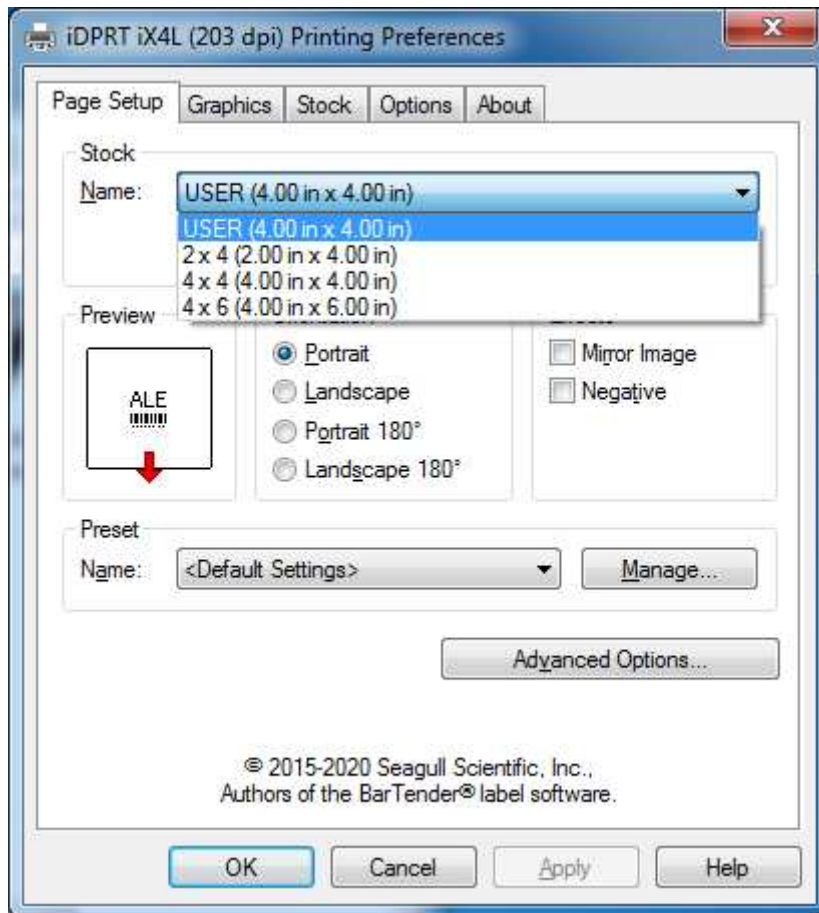 iDPRT iX4L (203 dpi) Printing Preferences
Page Setup Graphics Stock Options About
Stock
Name: USER (4.00 in x 4.00 in)
USER (4.00 in x 4.00 in)
2 x 4 (2.00 in x 4.00 in)
4 x 4 (4.00 in x 4.00 in)
4 x 6 (4.00 in x 6.00 in)
Preview
ALE
Portrait
Landscape
Portrait 180°
Landscape 180°
Mirror Image
Negative
Preset
Name: <Default Settings> Manage...
Advanced Options...
© 2015-2020 Seagull Scientific, Inc.,
Authors of the BarTender® label software.
OK Cancel Apply Help